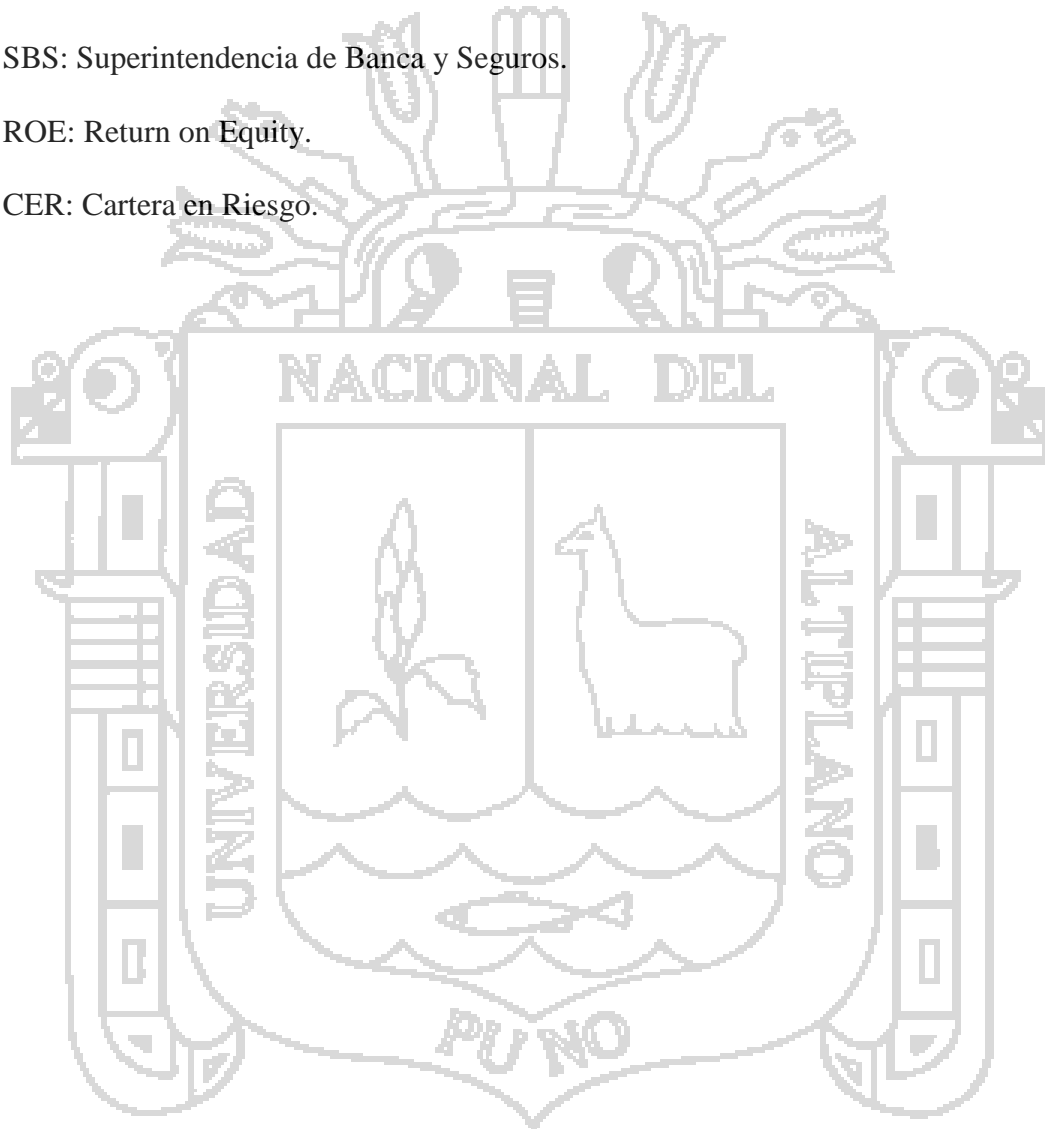 SBS: Superintendencia de Banca y Seguros.
ROE: Return on Equity.
CER: Cartera en Riesgo.
NACIONAL DEL
UNIVERSIDAD
ALTIPLANO
PUNO